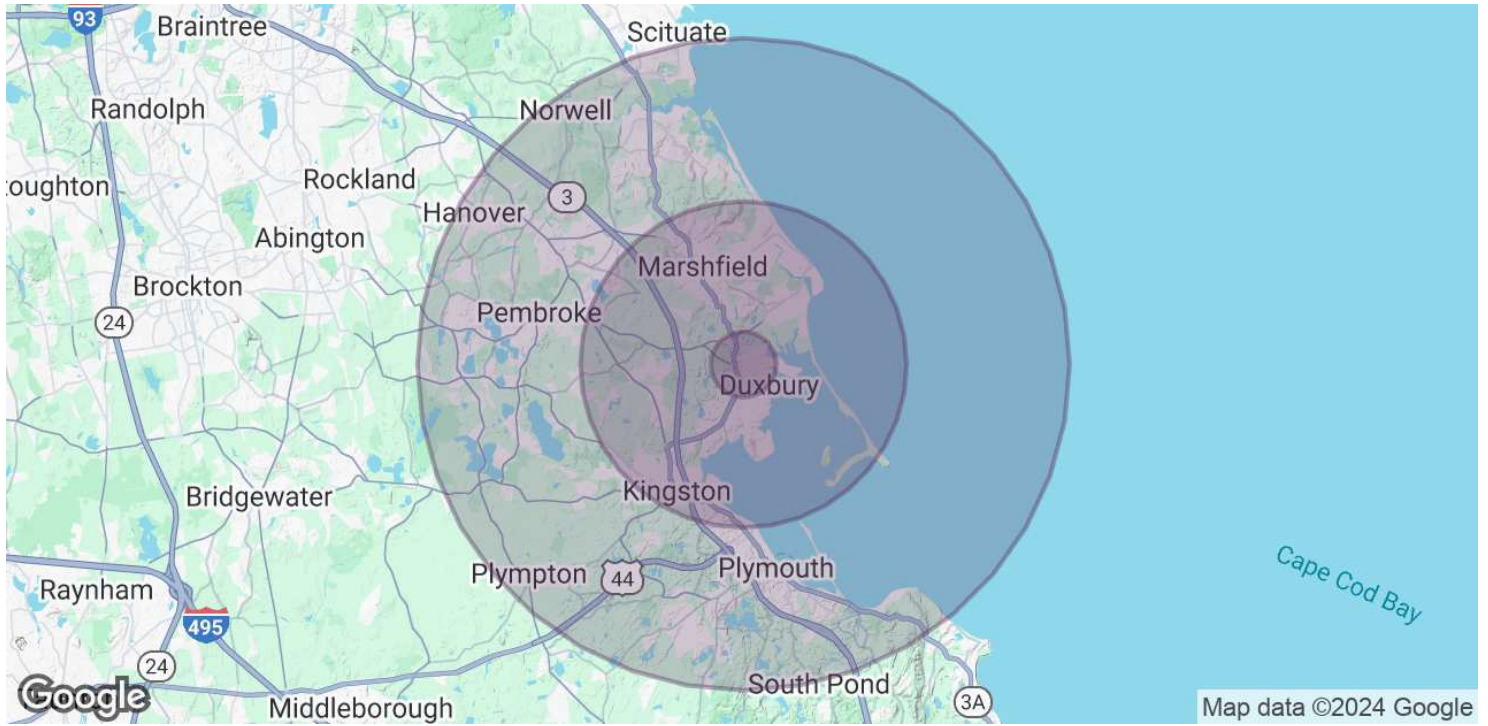 93
Braintree
Scituate
Randolph
Norwell
oughton
Rockland
3
Hanover
Abington
Marshfield
Brockton
Pembroke
24
Duxbury
Kingston
Bridgewater
Plymouth
Plympton
44
Raynham
Cape Cod Bay
495
24
South Pond
Google
Middleborough
3A
Map data ©2024 Google